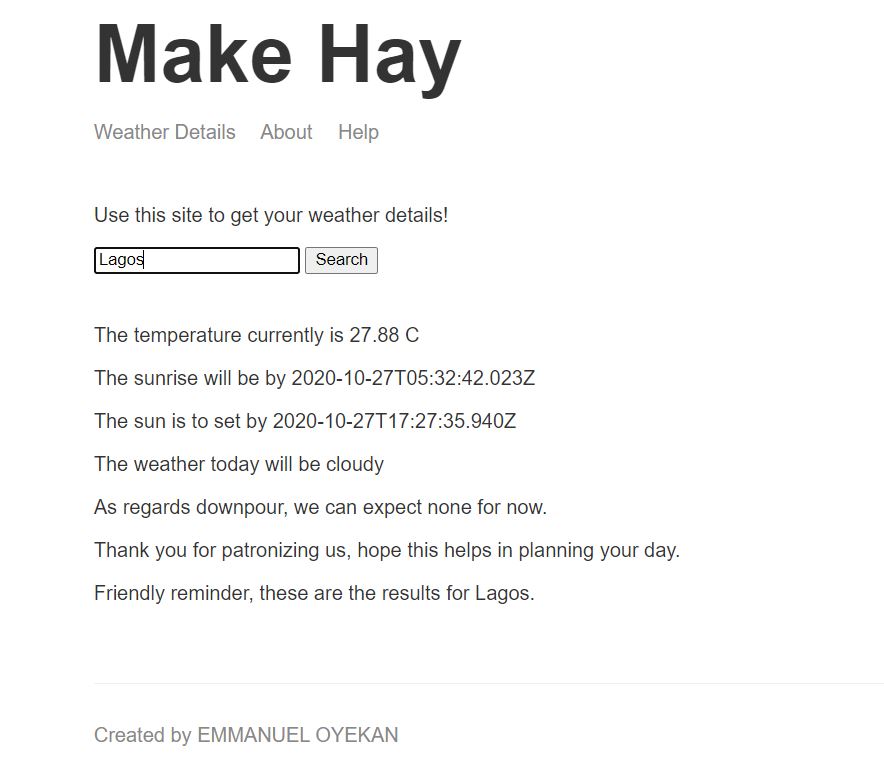 Make Hay
Weather Details About Help
Use this site to get your weather details!
Lagos Search
The temperature currently is 27.88 C
The sunrise will be by 2020-10-27T05:32:42.023Z
The sun is to set by 2020-10-27T17:27:35.940Z
The weather today will be cloudy
As regards downpour, we can expect none for now.
Thank you for patronizing us, hope this helps in planning your day.
Friendly reminder, these are the results for Lagos.
Created by EMMANUEL OYEKAN